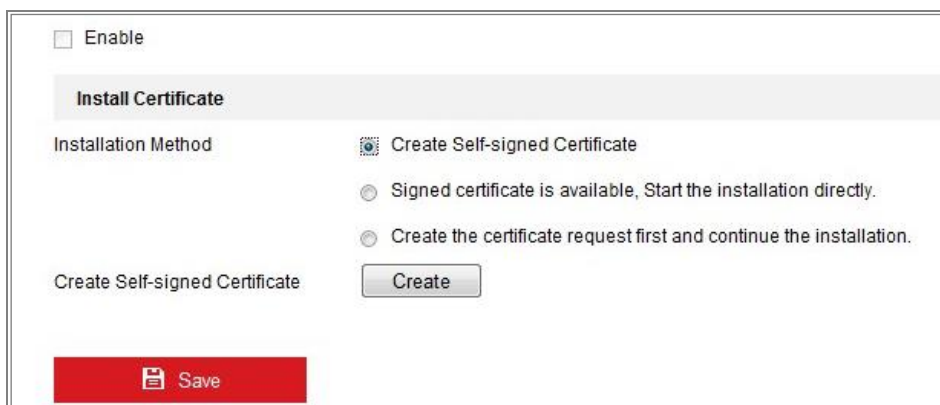 Enable
Install Certificate
Installation Method
Create Self-signed Certificate
Signed certificate is available, Start the installation directly.
Create the certificate request first and continue the installation.
Create Self-signed Certificate
Create
Save